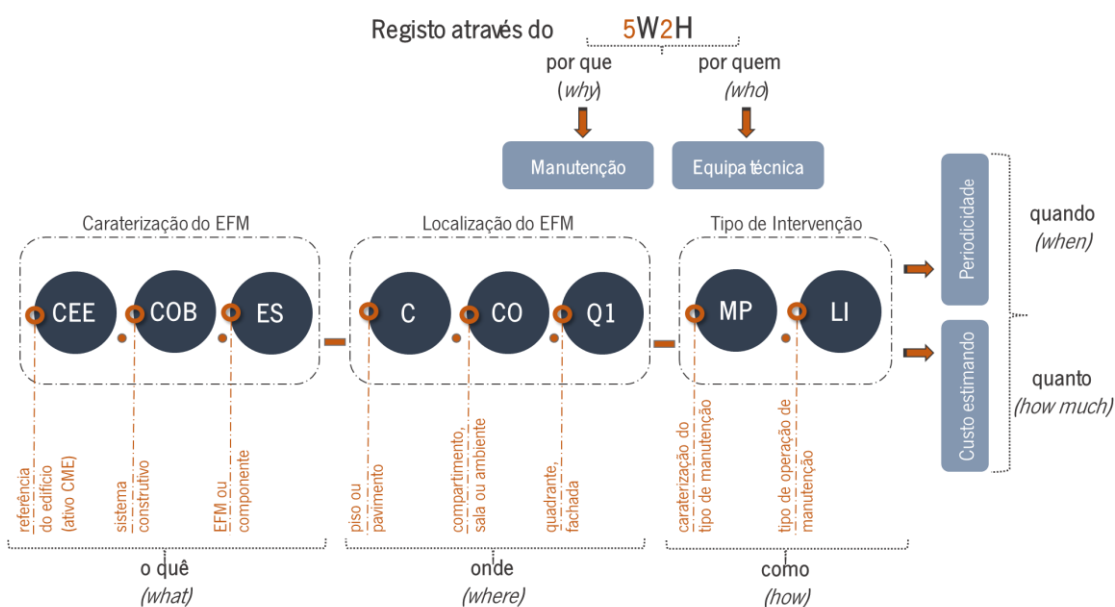 Registo através do 5W2H
por que
(why)
por quem
(who)
Manutenção
Equipa técnica
Periodicidade
quando
(when)
Custo estimando
quanto
(how much)
Caraterização do EFM
Localização do EFM
Tipo de Intervenção
CEE
COB
ES
C
CO
Q1
MP
LI
referência
do edifício
(ativo CME)
sistema
construtivo
EFM ou
componente
piso ou
pavimento
compartimento,
sala ou ambiente
quadrante,
fachada
caraterização do
tipo de manutenção
tipo de operação de
manutenção
o quê
(what)
onde
(where)
como
(how)